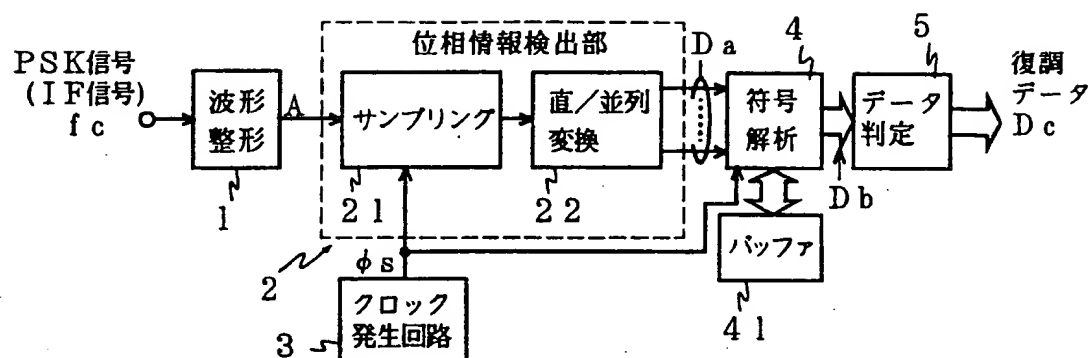 PSK信号
(IF信号)
fc
波形
整形
1
A
位相情報検出部
サンプリング
21
直/並列
変換
22
2
φs
クロック
発生回路
3
Da
符号
解析
4
バッファ
41
Db
データ
判定
5
復調
データ
Dc